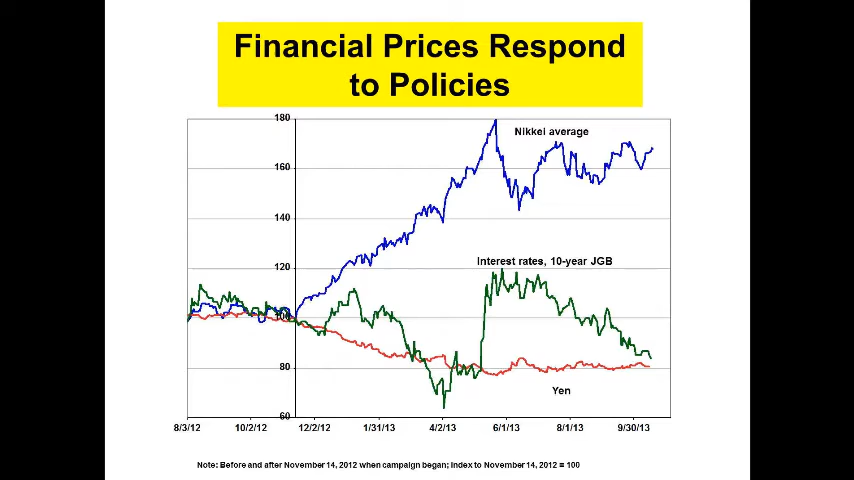 Financial Prices Respond
to Policies
180
Nikkei average
160
140
120
Interest rates, 10-year JGB
100
80
Yen
60
8/3/12 10/2/12 12/2/12 1/31/13 4/2/13 6/1/13 8/1/13 9/30/13
Note: Before and after November 14, 2012 when campaign began; index to November 14, 2012 = 100